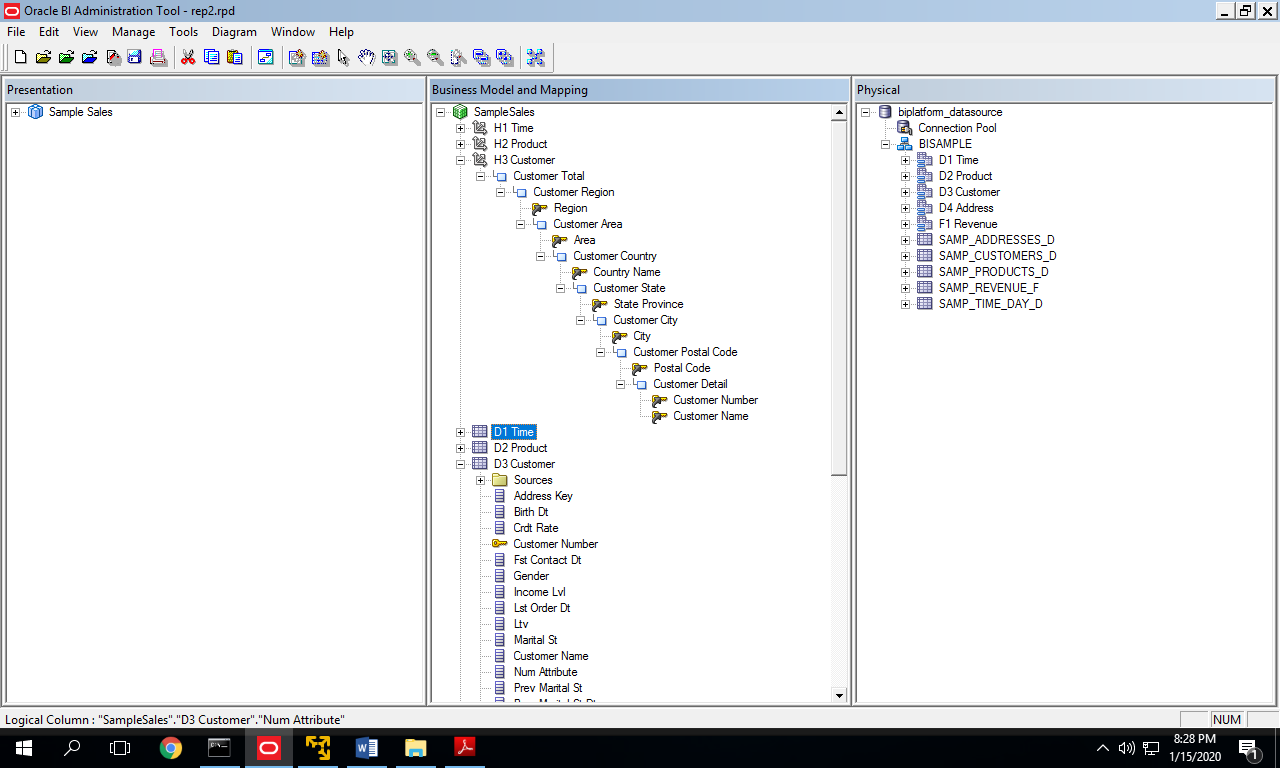 Oracle BI Administration Tool - rep2.rpd
File Edit View Manage Tools Diagram Window Help
Presentation
Sample Sales
Business Model and Mapping
SampleSales
H1 Time
H2 Product
H3 Customer
Customer Total
Customer Region
Region
Customer Area
Area
Customer Country
Country Name
Customer State
State Province
Customer City
City
Customer Postal Code
Postal Code
Customer Detail
Customer Number
Customer Name
D1 Time
D2 Product
D3 Customer
Sources
Address Key
Birth Dt
Crdt Rate
Customer Number
Fst Contact Dt
Gender
Income Lvl
Lst Order Dt
Ltv
Marital St
Customer Name
Num Attribute
Prev Marital St
Physical
biplatform_datasource
Connection Pool
BISAMPLE
D1 Time
D2 Product
D3 Customer
D4 Address
F1 Revenue
SAMP_ADDRESSES_D
SAMP_CUSTOMERS_D
SAMP_PRODUCTS_D
SAMP_REVENUE_F
SAMP_TIME_DAY_D
Logical Column : "SampleSales"."D3 Customer"."Num Attribute"
NUM
8:28 PM
1/15/2020
1